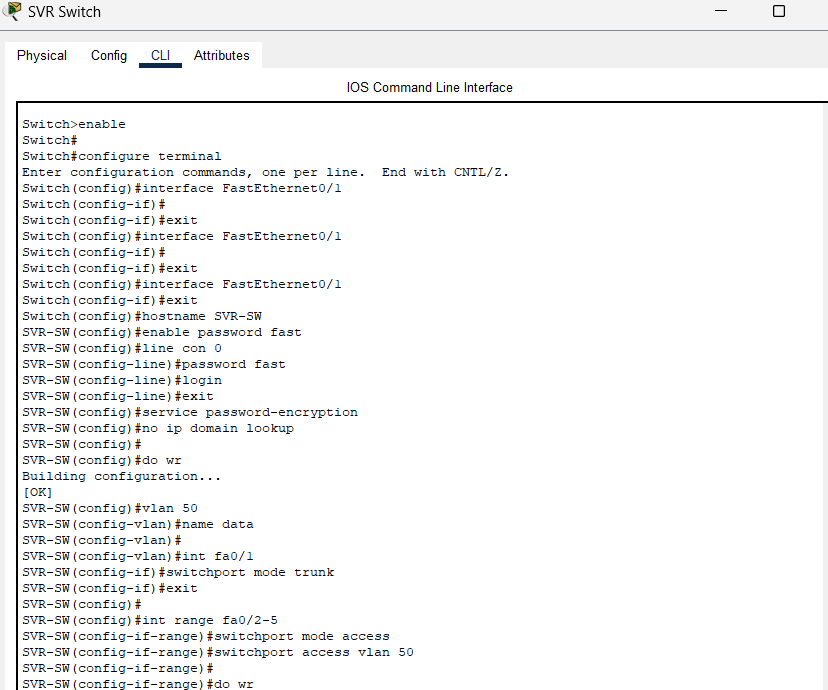 SVR Switch
Physical Config CLI Attributes
IOS Command Line Interface
Switch>enable
Switch#
Switch#configure terminal
Enter configuration commands, one per line.  End with CNTL/Z.
Switch(config)#interface FastEthernet0/1
Switch(config-if)#
Switch(config-if)#exit
Switch(config)#interface FastEthernet0/1
Switch(config-if)#
Switch(config-if)#exit
Switch(config)#interface FastEthernet0/1
Switch(config-if)#exit
Switch(config)#hostname SVR-SW
SVR-SW(config)#enable password fast
SVR-SW(config)#line con 0
SVR-SW(config-line)#password fast
SVR-SW(config-line)#login
SVR-SW(config-line)#exit
SVR-SW(config)#service password-encryption
SVR-SW(config)#no ip domain lookup
SVR-SW(config)#
SVR-SW(config)#do wr
Building configuration...
[OK]
SVR-SW(config)#vlan 50
SVR-SW(config-vlan)#name data
SVR-SW(config-vlan)#
SVR-SW(config-vlan)#int fa0/1
SVR-SW(config-if)#switchport mode trunk
SVR-SW(config-if)#exit
SVR-SW(config)#
SVR-SW(config)#int range fa0/2-5
SVR-SW(config-if-range)#switchport mode access
SVR-SW(config-if-range)#switchport access vlan 50
SVR-SW(config-if-range)#
SVR-SW(config-if-range)#do wr